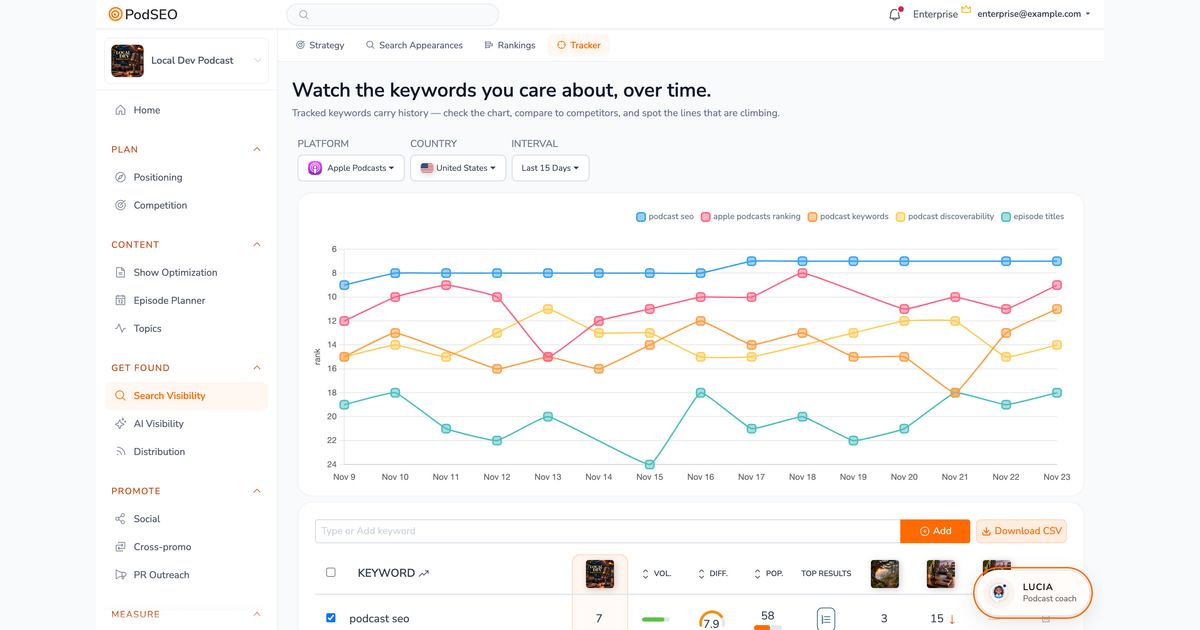 PodSEO
Enterprise
enterprise@example.com
Local Dev Podcast
Strategy
Search Appearances
Rankings
Tracker
Home
PLAN
Positioning
Competition
CONTENT
Show Optimization
Episode Planner
Topics
GET FOUND
Search Visibility
AI Visibility
Distribution
PROMOTE
Social
Cross-promo
PR Outreach
MEASURE
Watch the keywords you care about, over time.
Tracked keywords carry history — check the chart, compare to competitors, and spot the lines that are climbing.
PLATFORM COUNTRY INTERVAL
Apple Podcasts United States Last 15 Days
podcast seo apple podcasts ranking podcast keywords podcast discoverability episode titles
6
8
10
12
14
16
18
20
22
24
rank
Nov 9 Nov 10 Nov 11 Nov 12 Nov 13 Nov 14 Nov 15 Nov 16 Nov 17 Nov 18 Nov 19 Nov 20 Nov 21 Nov 22 Nov 23
Type or Add keyword
Add
Download CSV
KEYWORD VOL. DIFF. POP. TOP RESULTS
podcast seo 7 7.9 58 3 15 ↓
LUCIA
Podcast coach